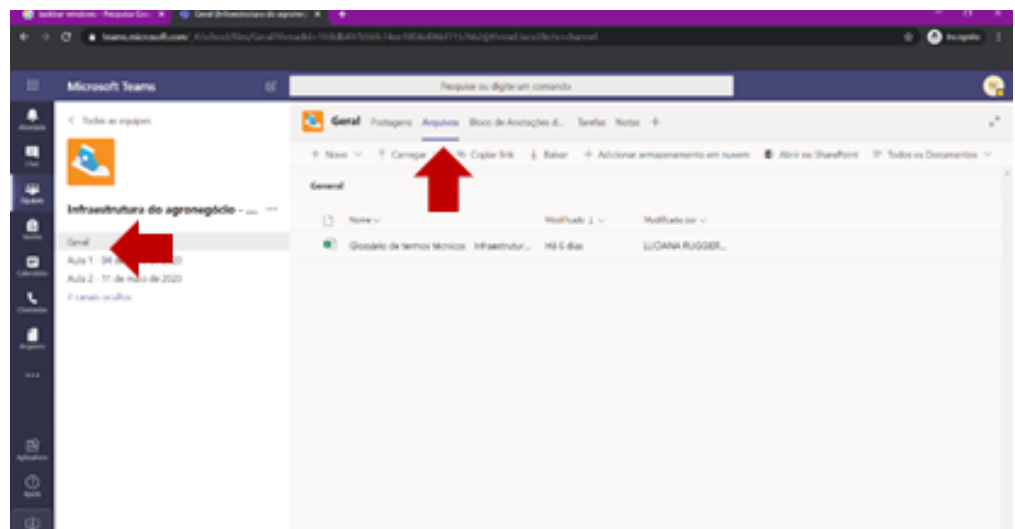 teams.microsoft.com
Microsoft Teams
Pesquise ou digite um comando
Todas as equipes
Geral Postagens Arquivos Bloco de Anotações d... Tarefas Notas +
+ Novo Carregar Copiar link Baixar + Adicionar armazenamento em nuvem Abrir no SharePoint Todos os Documentos
General
Infraestrutura do agronegócio - ... ...
Nome Modificado Modificado por
Geral
Glossário de termos técnicos Infraestrutur... Há 6 dias LUCIANA RUGGIER...
Aula 1 - 04 de 2020
Aula 2 - 11 de maio de 2020
2 canais ocultos
Atividade
Chat
Equipes
Tarefas
Calendário
Chamadas
Arquivos
Aplicativos
Ajuda